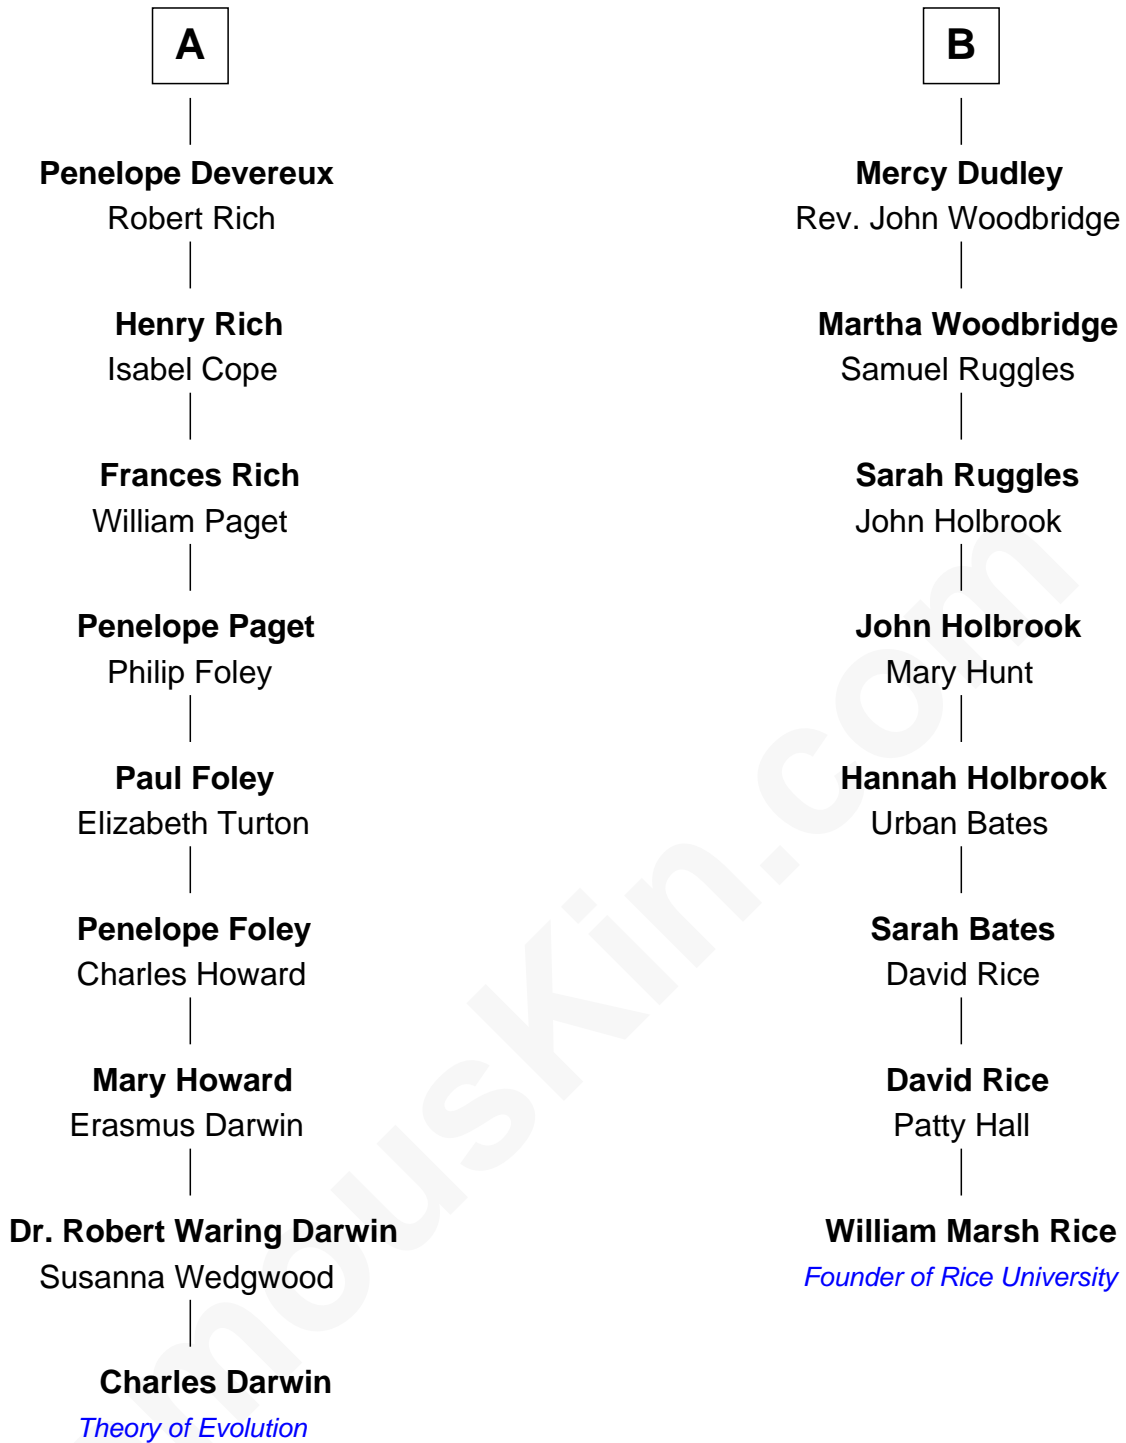 A
Penelope Devereux
Robert Rich
Henry Rich
Isabel Cope
Frances Rich
William Paget
Penelope Paget
Philip Foley
Paul Foley
Elizabeth Turton
Penelope Foley
Charles Howard
Mary Howard
Erasmus Darwin
Dr. Robert Waring Darwin
Susanna Wedgwood
Charles Darwin
Theory of Evolution
B
Mercy Dudley
Rev. John Woodbridge
Martha Woodbridge
Samuel Ruggles
Sarah Ruggles
John Holbrook
John Holbrook
Mary Hunt
Hannah Holbrook
Urban Bates
Sarah Bates
David Rice
David Rice
Patty Hall
William Marsh Rice
Founder of Rice University
mousKin.com